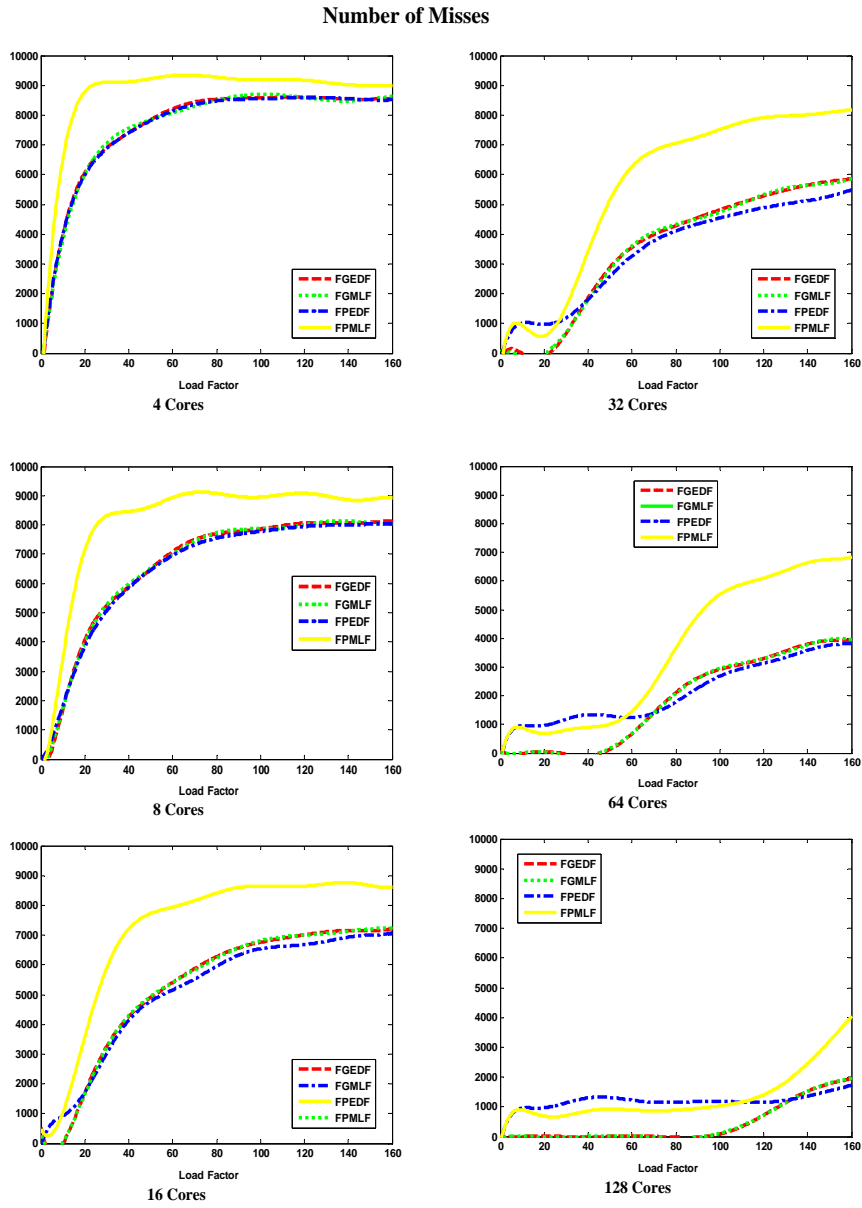 Number of Misses
10000
9000
8000
7000
6000
5000
4000
3000
2000
1000
0
0 20 40 60 80 100 120 140 160
FGEDF
FGMLF
FPEDF
FPMLF
Load Factor
4 Cores
10000
9000
8000
7000
6000
5000
4000
3000
2000
1000
0
0 20 40 60 80 100 120 140 160
FGEDF
FGMLF
FPEDF
FPMLF
Load Factor
32 Cores
10000
9000
8000
7000
6000
5000
4000
3000
2000
1000
0
0 20 40 60 80 100 120 140 160
FGEDF
FGMLF
FPEDF
FPMLF
Load Factor
8 Cores
10000
9000
8000
7000
6000
5000
4000
3000
2000
1000
0
0 20 40 60 80 100 120 140 160
FGEDF
FGMLF
FPEDF
FPMLF
Load Factor
64 Cores
10000
9000
8000
7000
6000
5000
4000
3000
2000
1000
0
0 20 40 60 80 100 120 140 160
FGEDF
FGMLF
FPEDF
FPMLF
Load Factor
16 Cores
10000
9000
8000
7000
6000
5000
4000
3000
2000
1000
0
0 20 40 60 80 100 120 140 160
FGEDF
FGMLF
FPEDF
FPMLF
Load Factor
128 Cores